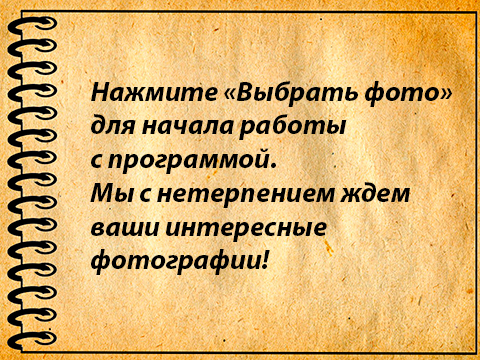 Нажмите «Выбрать фото»
для начала работы
с программой.
Мы с нетерпением ждем
ваши интересные
фотографии!